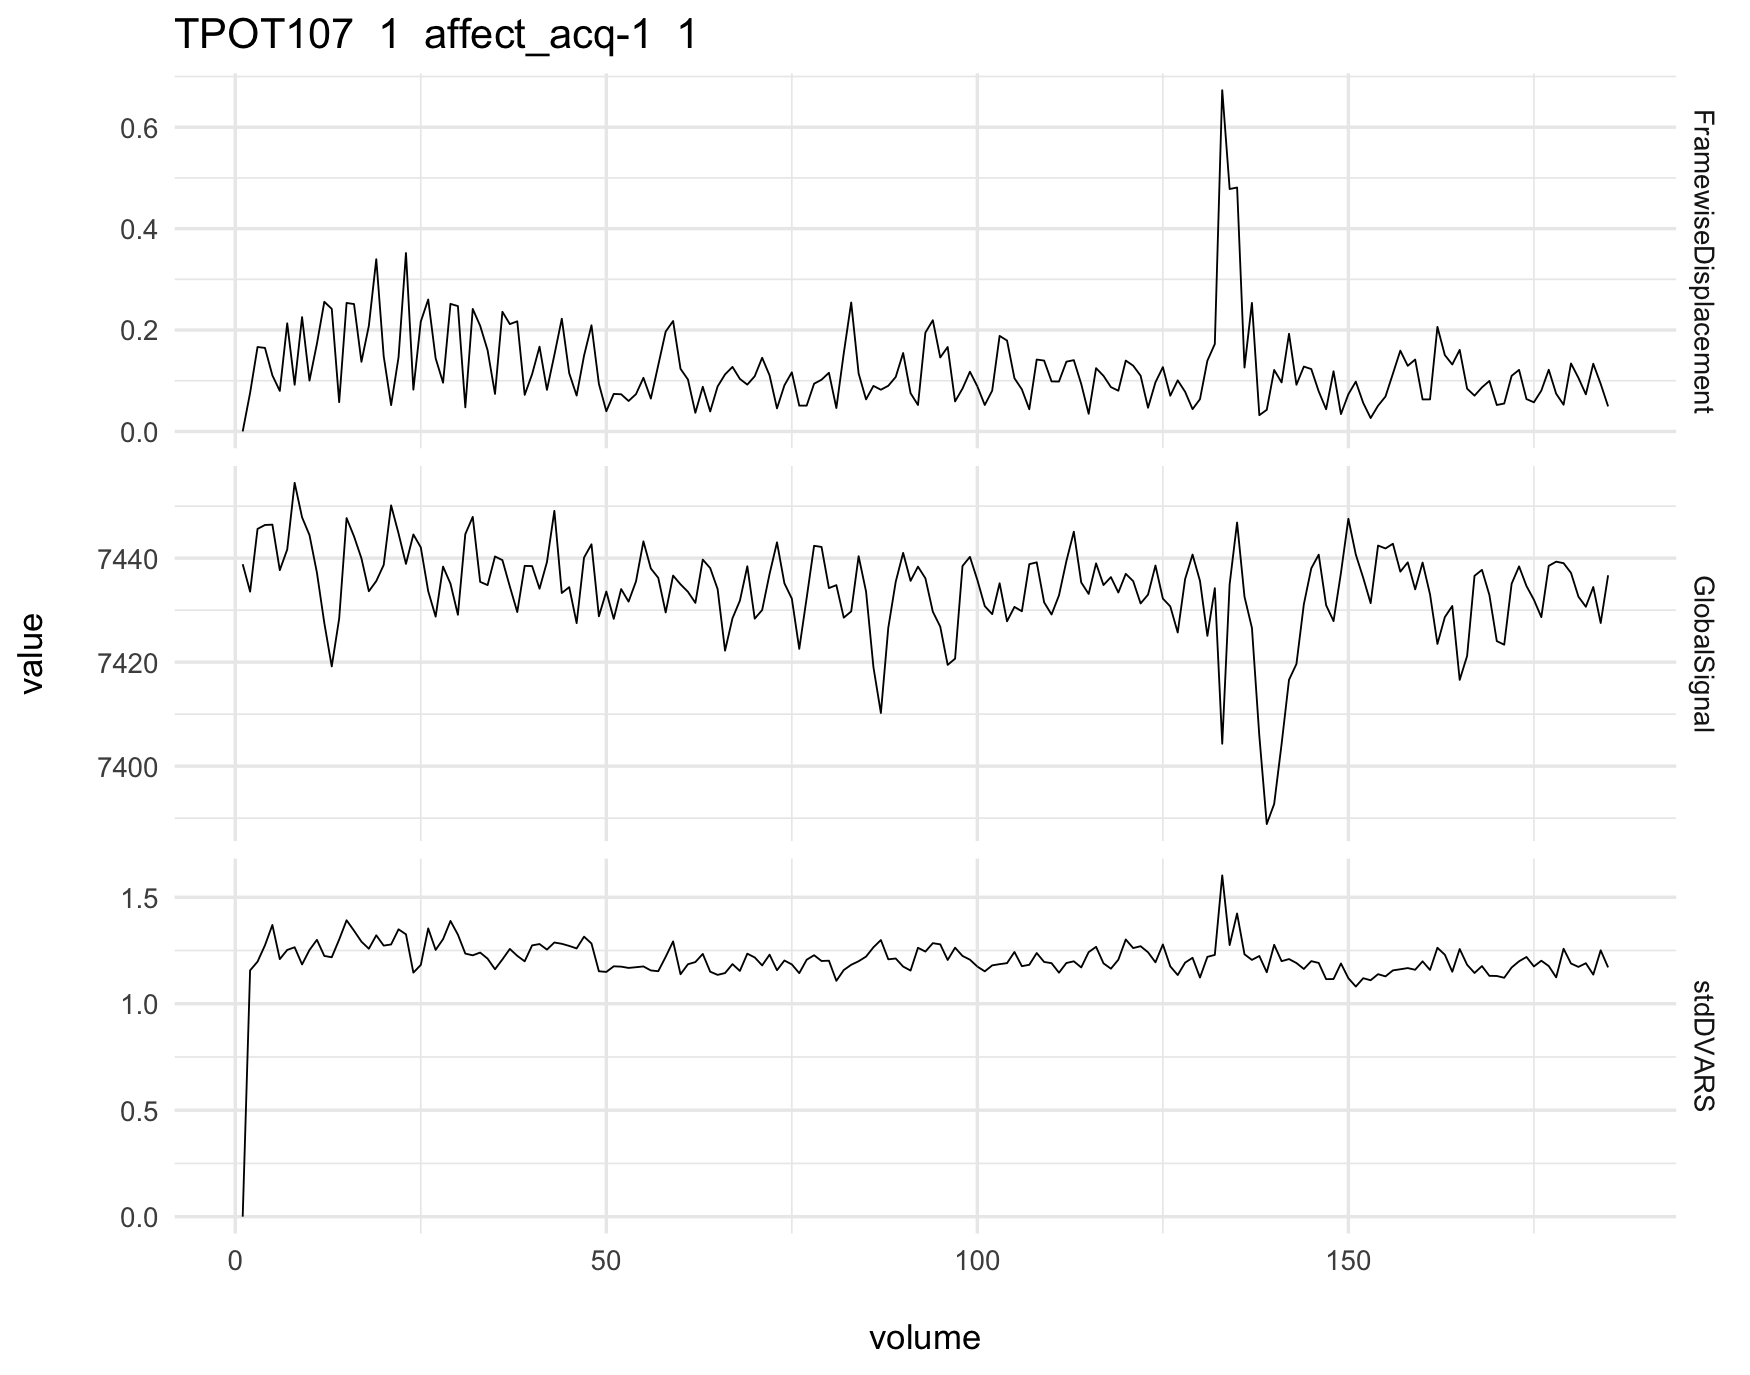 TPOT107 1 affect_acq-1 1
0.6
0.4
0.2
0.0
FramewiseDisplacement
7440
7420
7400
GlobalSignal
1.5
1.0
0.5
0.0
stdDVARS
value
0 50 100 150
volume